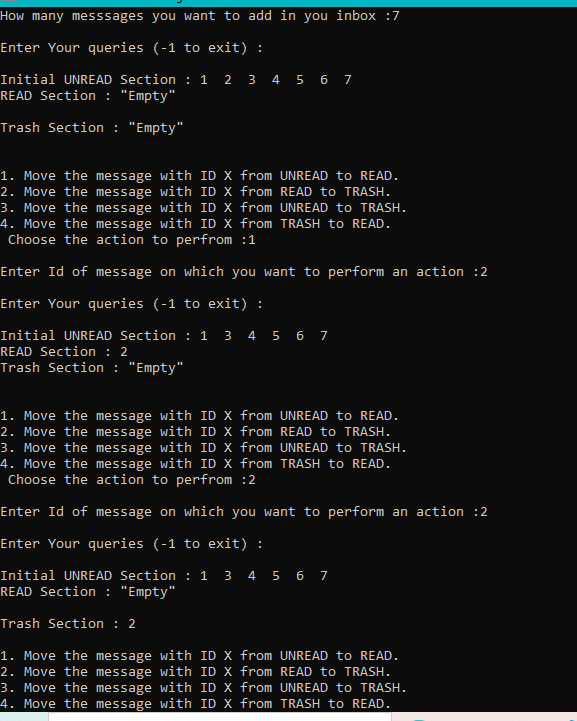 How many messsages you want to add in you inbox :7
Enter Your queries (-1 to exit) :
Initial UNREAD Section : 1 2 3 4 5 6 7
READ Section : "Empty"
Trash Section : "Empty"
1. Move the message with ID X from UNREAD to READ.
2. Move the message with ID X from READ to TRASH.
3. Move the message with ID X from UNREAD to TRASH.
4. Move the message with ID X from TRASH to READ.
Choose the action to perfrom :1
Enter Id of message on which you want to perform an action :2
Enter Your queries (-1 to exit) :
Initial UNREAD Section : 1 3 4 5 6 7
READ Section : 2
Trash Section : "Empty"
1. Move the message with ID X from UNREAD to READ.
2. Move the message with ID X from READ to TRASH.
3. Move the message with ID X from UNREAD to TRASH.
4. Move the message with ID X from TRASH to READ.
Choose the action to perfrom :2
Enter Id of message on which you want to perform an action :2
Enter Your queries (-1 to exit) :
Initial UNREAD Section : 1 3 4 5 6 7
READ Section : "Empty"
Trash Section : 2
1. Move the message with ID X from UNREAD to READ.
2. Move the message with ID X from READ to TRASH.
3. Move the message with ID X from UNREAD to TRASH.
4. Move the message with ID X from TRASH to READ.